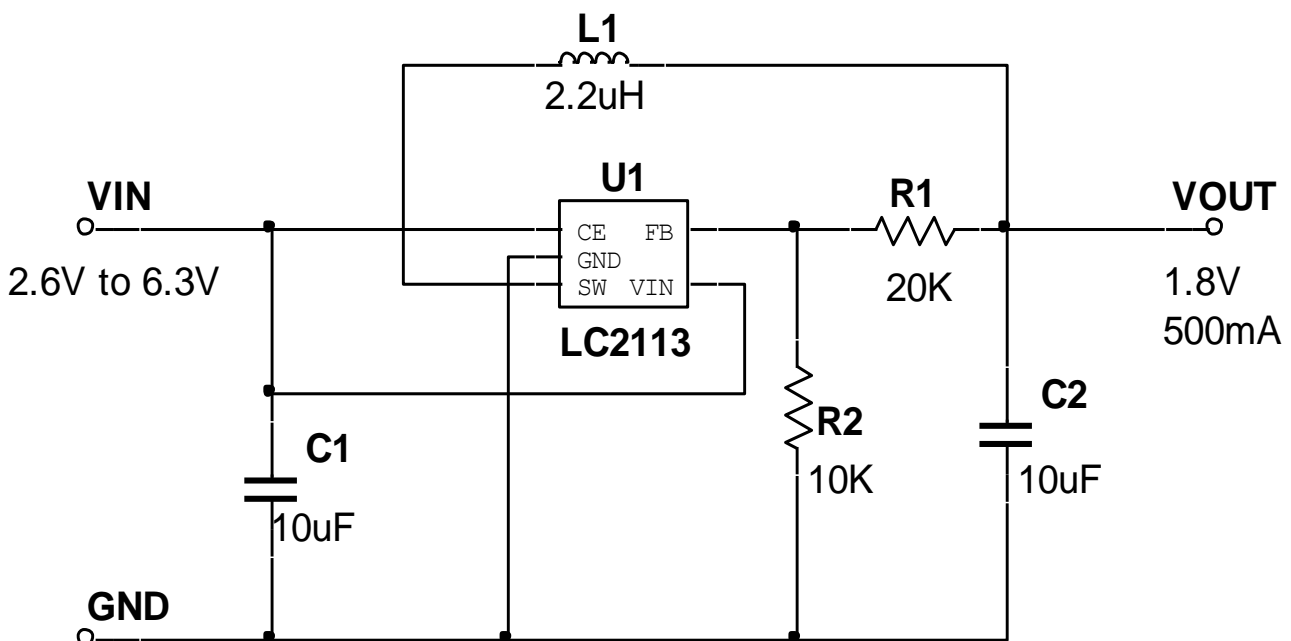 L1
2.2uH
U1
VIN
R1
VOUT
CE FB
GND
SW VIN
2.6V to 6.3V
20K
1.8V
500mA
LC2113
C2
R2
C1
10K
10uF
10uF
GND